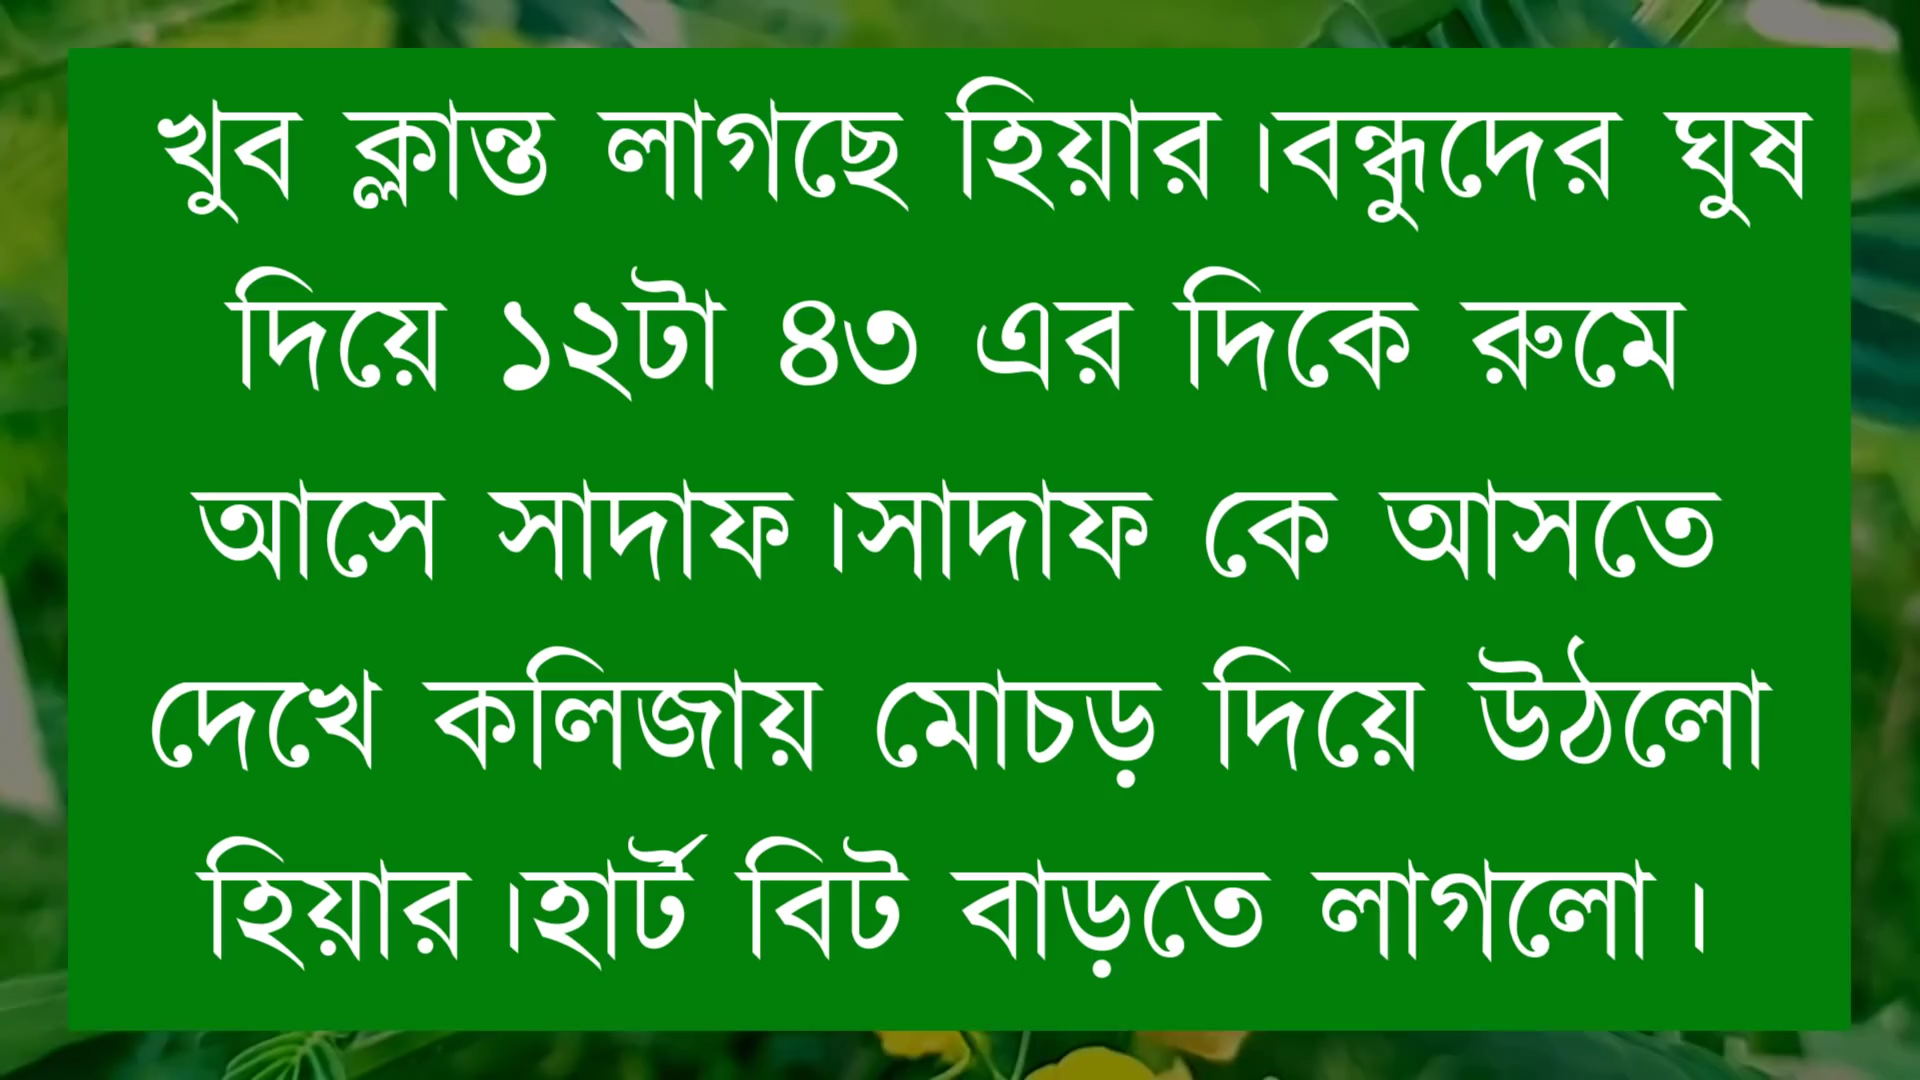 খুব ক্লান্ত লাগছে হিয়ার।বন্ধুদের ঘুষ
দিয়ে ১২টা ৪৩ এর দিকে রুমে
আসে সাদাফ।সাদাফ কে আসতে
দেখে কলিজায় মোচড় দিয়ে উঠলো
হিয়ার।হার্ট বিট বাড়তে লাগলো।